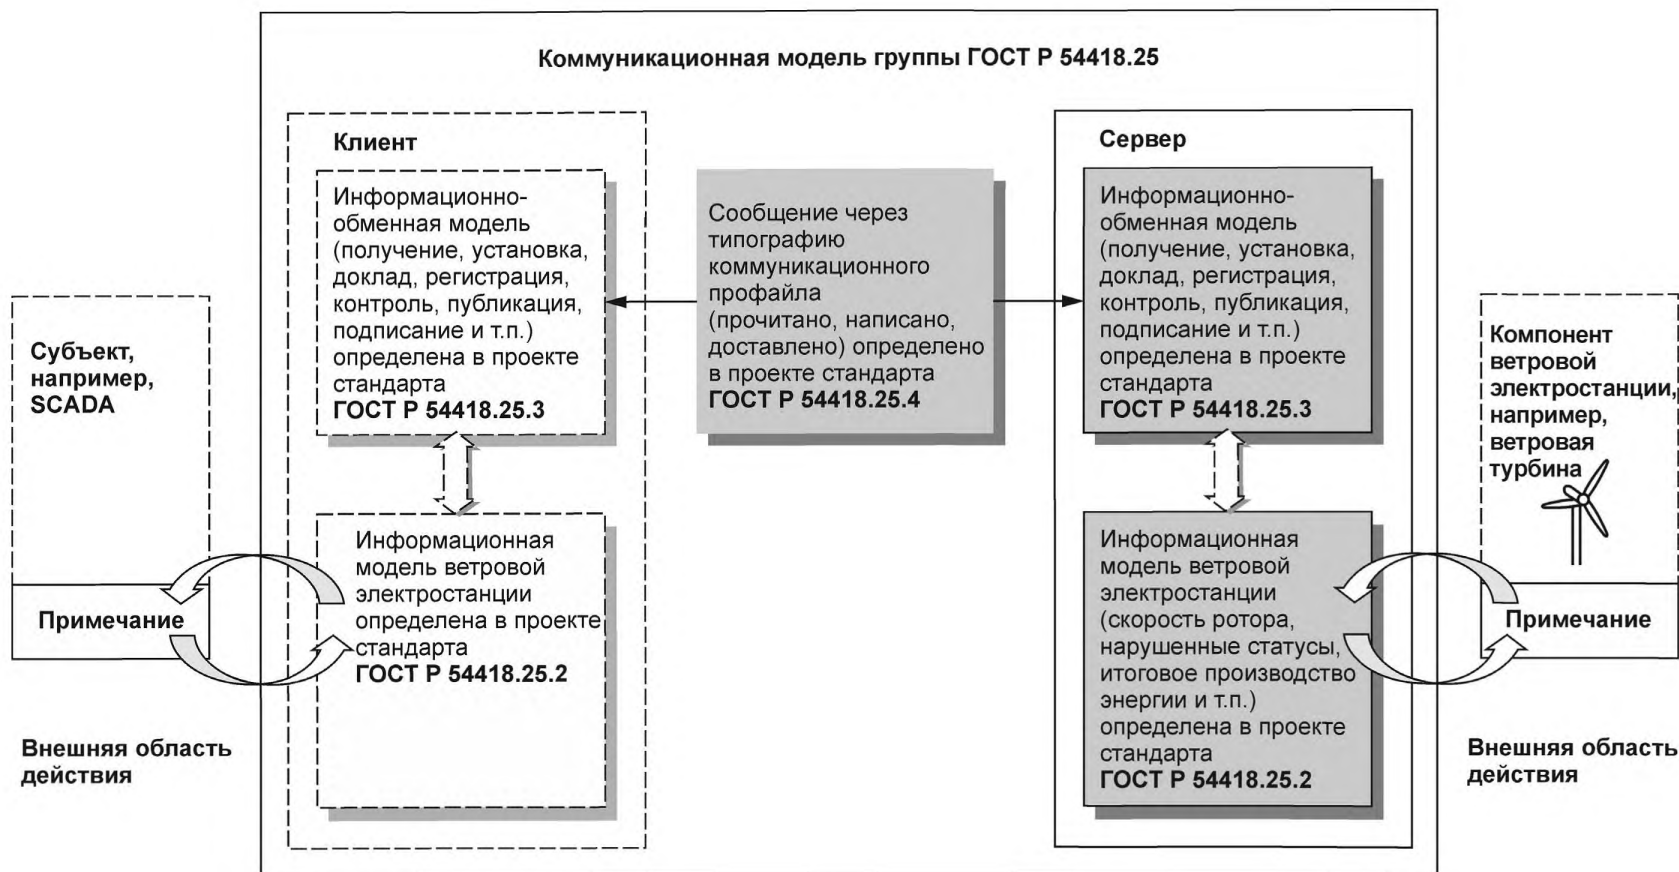 Коммуникационная модель группы ГОСТ Р 54418.25
Клиент
Информационно-
обменная модель
(получение, установка,
доклад, регистрация,
контроль, публикация,
подписание и т.п.)
определена в проекте
стандарта
ГОСТ Р 54418.25.3
Сообщение через
типографию
коммуникационного
профайла
(прочитано, написано,
доставлено) определено
в проекте стандарта
ГОСТ Р 54418.25.4
Сервер
Информационно-
обменная модель
(получение, установка,
доклад, регистрация,
контроль, публикация,
подписание и т.п.)
определена в проекте
стандарта
ГОСТ Р 54418.25.3
Субъект,
например,
SCADA
Примечание
Внешняя область
действия
Информационная
модель ветровой
электростанции
определена в проекте
стандарта
ГОСТ Р 54418.25.2
Информационная
модель ветровой
электростанции
(скорость ротора,
нарушенные статусы,
итоговое производство
энергии и т.п.)
определена в проекте
стандарта
ГОСТ Р 54418.25.2
Компонент
ветровой
электростанции,
например,
ветровая
турбина
Примечание
Внешняя область
действия